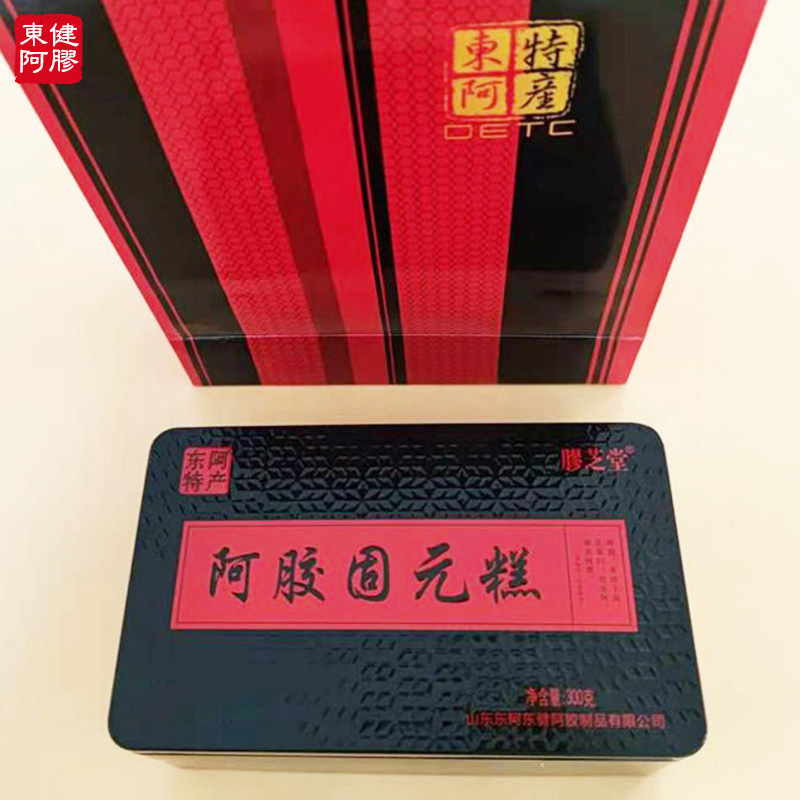 東健
阿膠
東特
阿産
DETC
东阿
特产
膠芝堂®
阿胶固元糕
净含量:300克
山东东阿东健阿胶制品有限公司